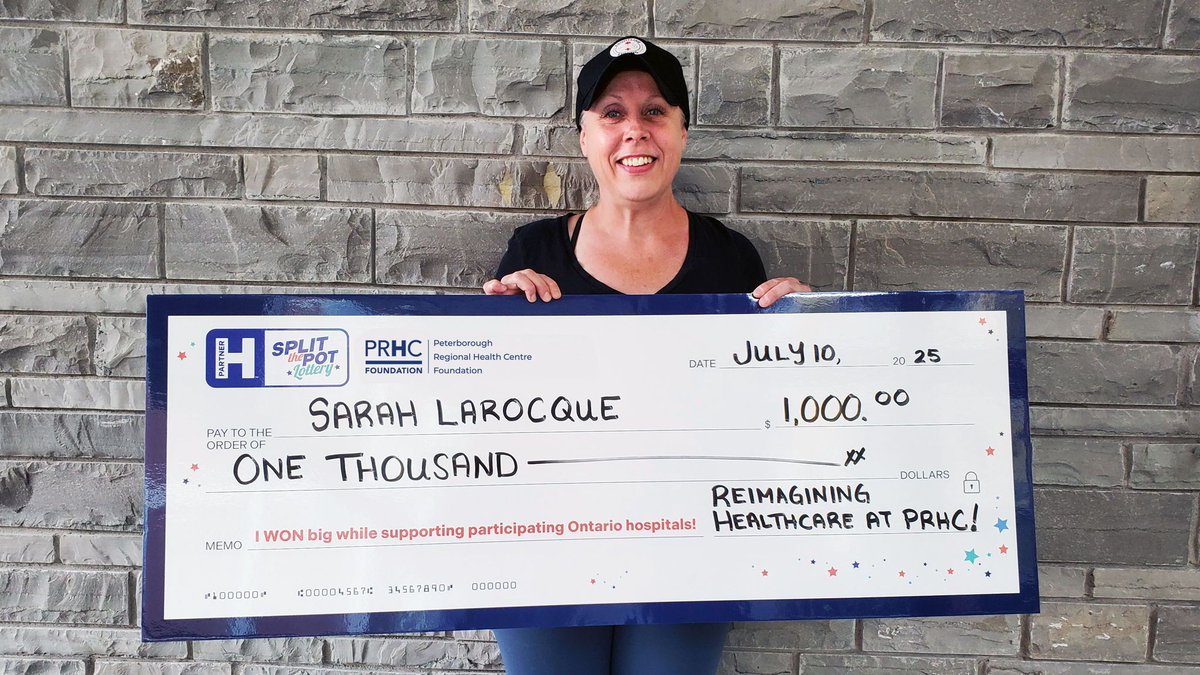 PARTNER
H
SPLIT
the
POT
Lottery
PRHC
FOUNDATION
Peterborough
Regional Health Centre
Foundation
DATE JULY 10, 20 25
PAY TO THE
ORDER OF SARAH LAROCQUE $ 1,000.00
ONE THOUSAND xx DOLLARS
MEMO I WON big while supporting participating Ontario hospitals!
REIMAGINING
HEALTHCARE AT PRHC!
⑈100000⑈ ⑆00004567⑆ 34567890⑈ 000000